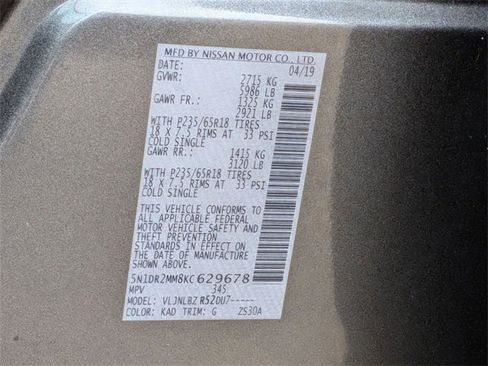 MFD BY NISSAN MOTOR CO., LTD.
DATE: 04/19
GVWR: 2715 KG
5986 LB
GAWR FR.: 1325 KG
2921 LB
WITH P235/65R18 TIRES
18 X 7.5 RIMS AT 33 PSI
COLD SINGLE
GAWR RR.: 1415 KG
3120 LB
WITH P235/65R18 TIRES
18 X 7.5 RIMS AT 33 PSI
COLD SINGLE
THIS VEHICLE CONFORMS TO
ALL APPLICABLE FEDERAL
MOTOR VEHICLE SAFETY AND
THEFT PREVENTION
STANDARDS IN EFFECT ON
THE DATE OF MANUFACTURE
SHOWN ABOVE.
5N1DR2MM8KC629678
MPV 345
MODEL: VLJNLBZ R52DU7-----
COLOR: KAD TRIM: G ZS30A